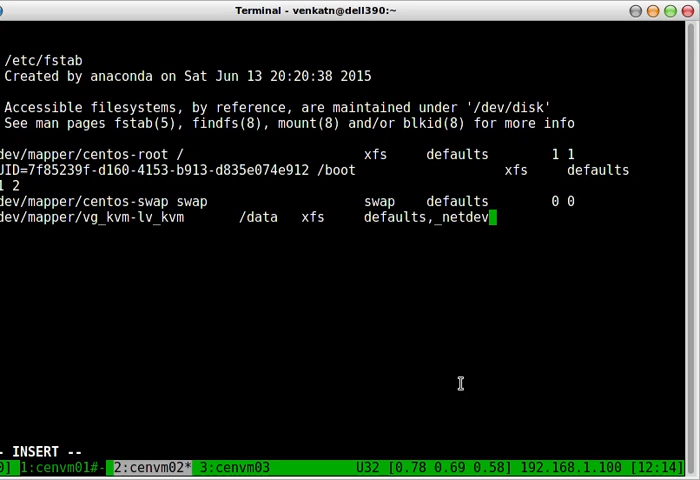 Terminal - venkatn@dell390:~
/etc/fstab
Created by anaconda on Sat Jun 13 20:20:38 2015
Accessible filesystems, by reference, are maintained under '/dev/disk'
See man pages fstab(5), findfs(8), mount(8) and/or blkid(8) for more info
dev/mapper/centos-root / xfs defaults 1 1
UID=7f85239f-d160-4153-b913-d835e074e912 /boot xfs defaults
1 2
dev/mapper/centos-swap swap swap defaults 0 0
dev/mapper/vg_kvm-lv_kvm /data xfs defaults,_netdev
- INSERT --
0] 1:cenvm01#- 2:cenvm02* 3:cenvm03 U32 [0.78 0.69 0.58] 192.168.1.100 [12:14]